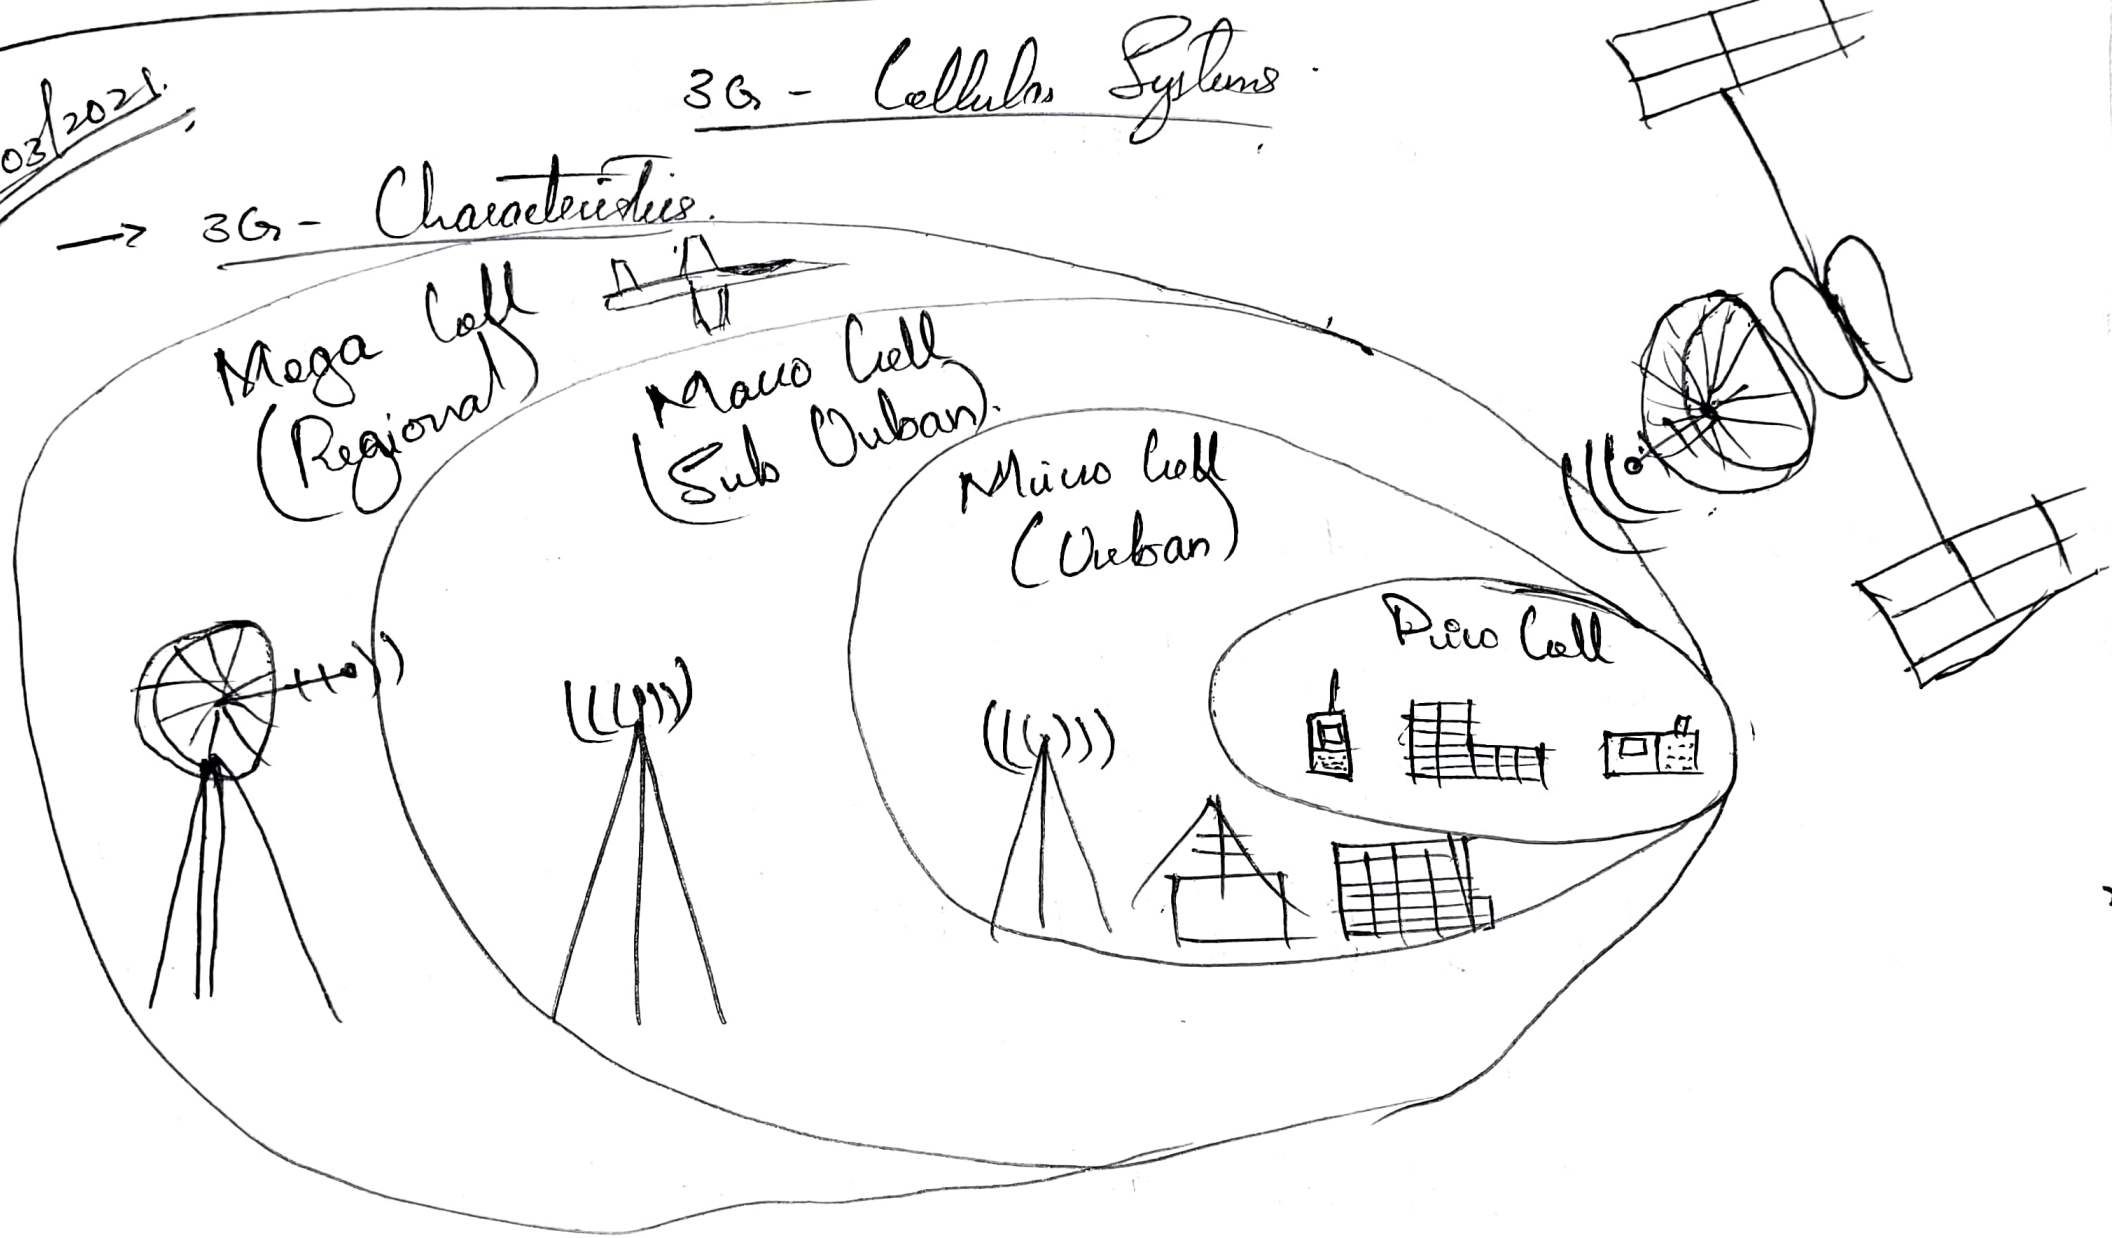 03/2021.
3G - Cellular Systems.
→ 3G - Characteristics.
Mega Cell
(Regional)
Macro Cell
(Sub Urban).
Micro Cell
(Urban)
Pico Cell